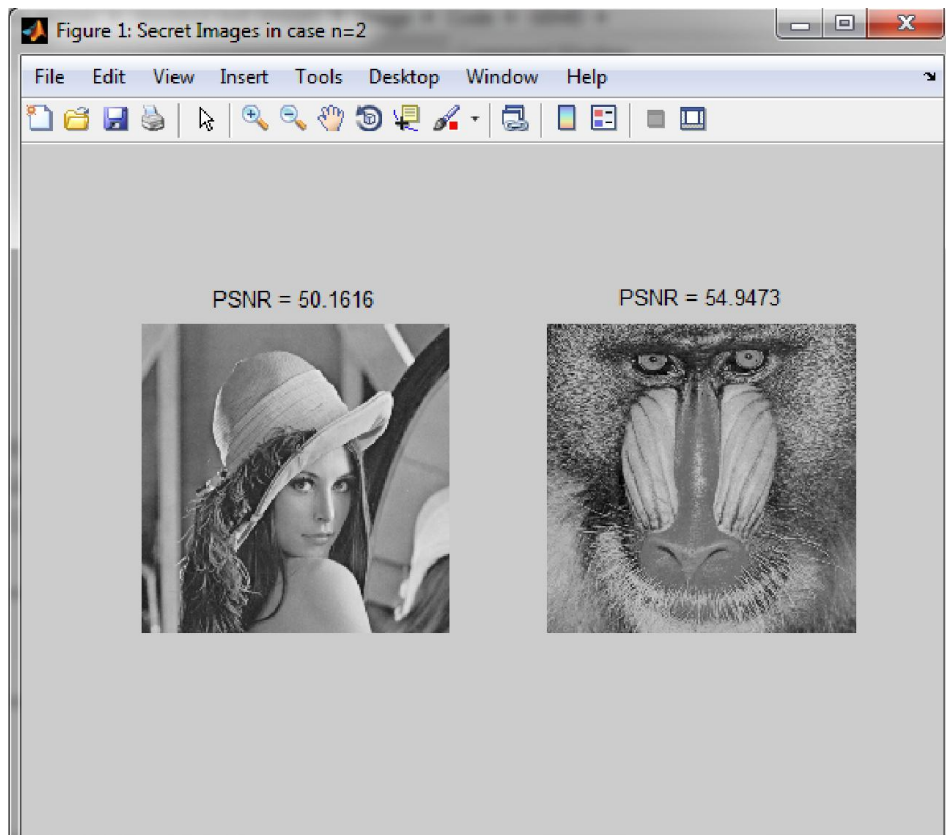 Figure 1: Secret Images in case n=2
File Edit View Insert Tools Desktop Window Help
PSNR = 50.1616
PSNR = 54.9473